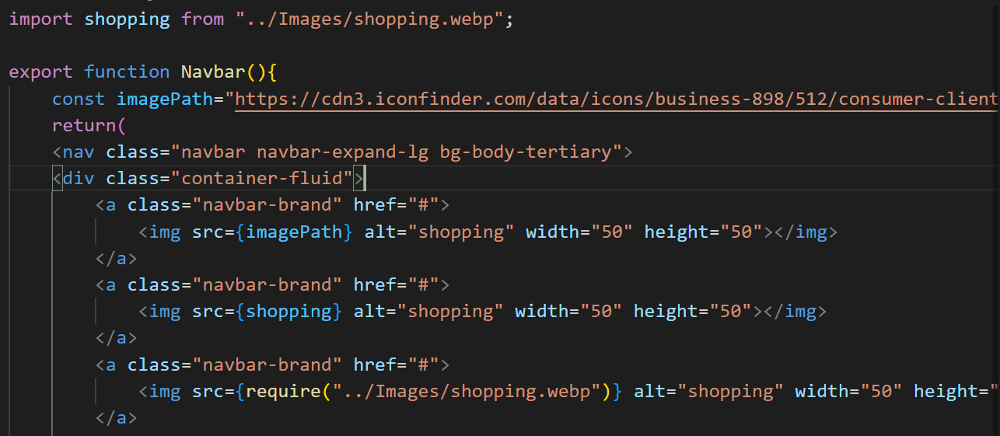 import shopping from "../Images/shopping.webp";
export function Navbar(){
const imagePath="https://cdn3.iconfinder.com/data/icons/business-898/512/consumer-client
return(
<nav class="navbar navbar-expand-lg bg-body-tertiary">
<div class="container-fluid">
<a class="navbar-brand" href="#">
<img src={imagePath} alt="shopping" width="50" height="50"></img>
</a>
<a class="navbar-brand" href="#">
<img src={shopping} alt="shopping" width="50" height="50"></img>
</a>
<a class="navbar-brand" href="#">
<img src={require("../Images/shopping.webp")} alt="shopping" width="50" height="
</a>